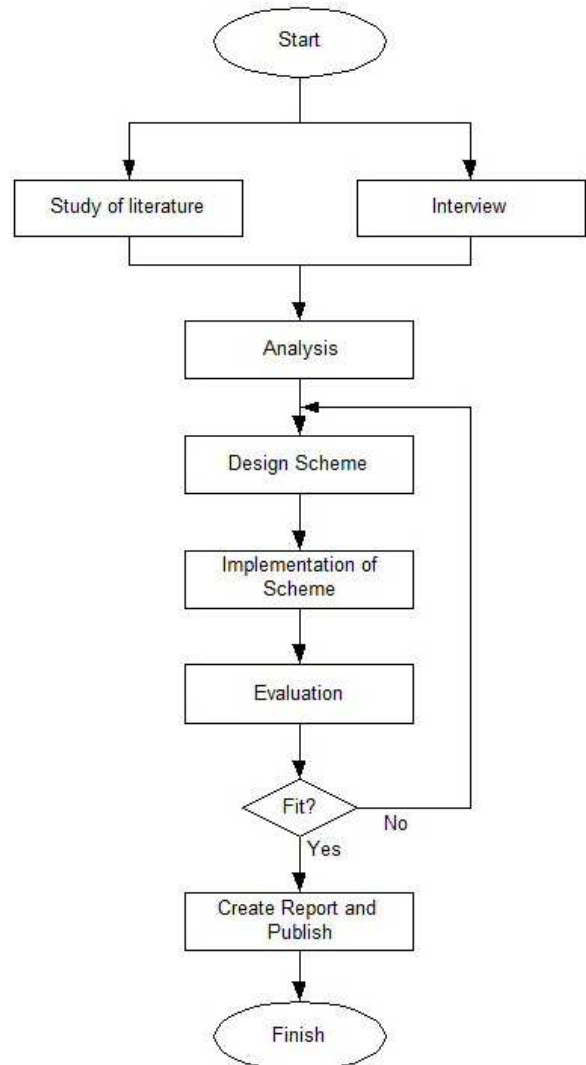 Start
Study of literature
Interview
Analysis
Design Scheme
Implementation of
Scheme
Evaluation
Fit?
No
Yes
Create Report and
Publish
Finish